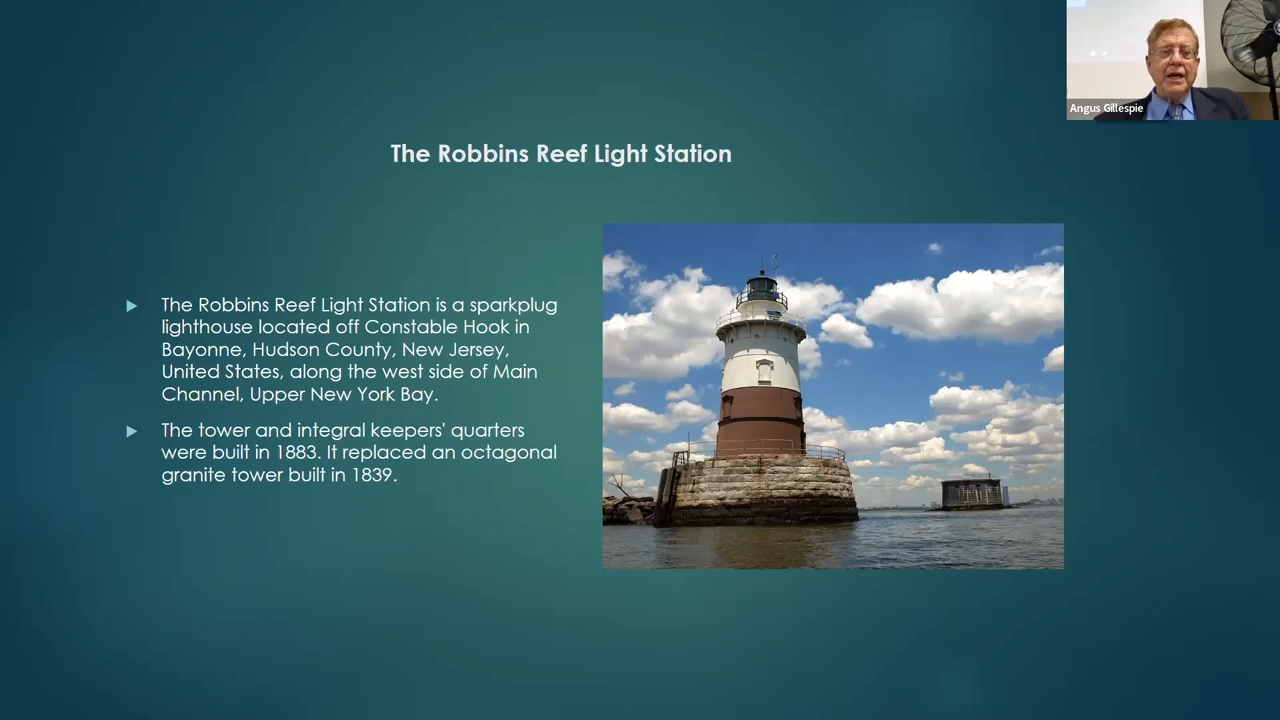 Angus Gillespie
The Robbins Reef Light Station
The Robbins Reef Light Station is a sparkplug
lighthouse located off Constable Hook in
Bayonne, Hudson County, New Jersey,
United States, along the west side of Main
Channel, Upper New York Bay.
The tower and integral keepers' quarters
were built in 1883. It replaced an octagonal
granite tower built in 1839.